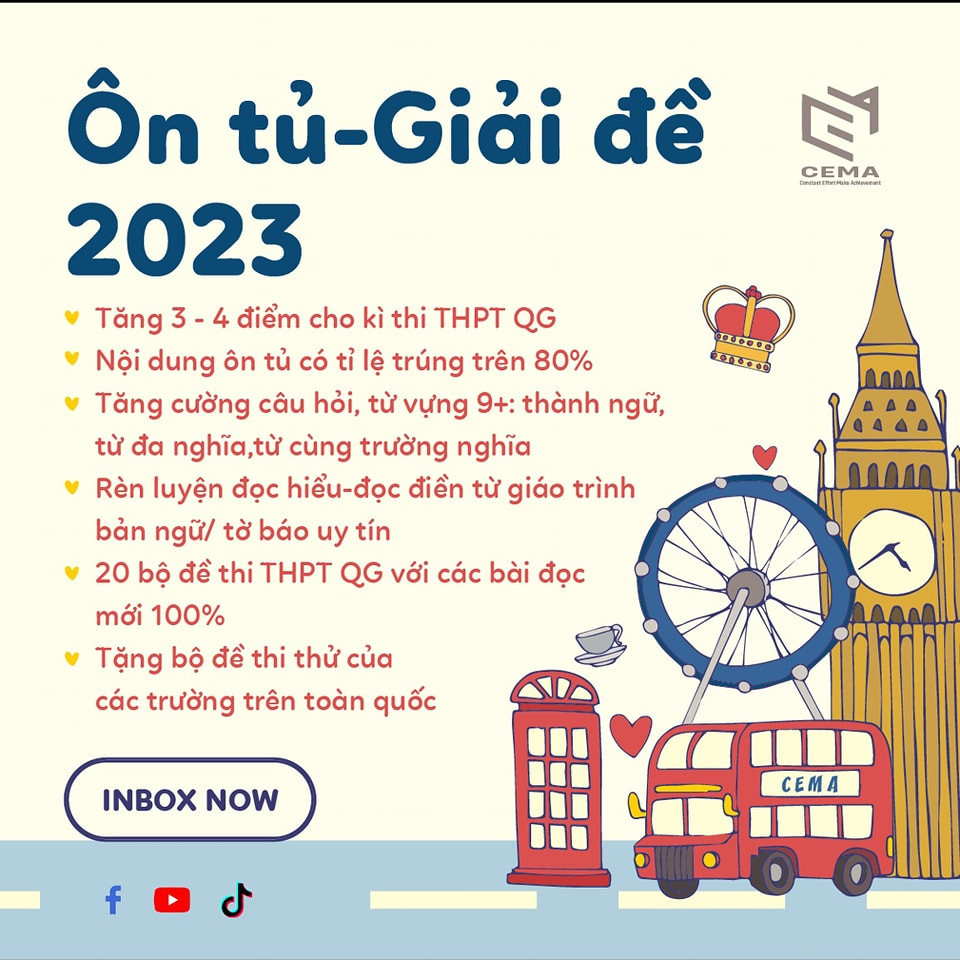 Ôn tủ-Giải đề
2023
CEMA
Constant Effort Make Achievement
Tăng 3 - 4 điểm cho kì thi THPT QG
Nội dung ôn tủ có tỉ lệ trúng trên 80%
Tăng cường câu hỏi, từ vựng 9+: thành ngữ,
từ đa nghĩa,từ cùng trường nghĩa
Rèn luyện đọc hiểu-đọc điền từ giáo trình
bản ngữ/ tờ báo uy tín
20 bộ đề thi THPT QG với các bài đọc
mới 100%
Tặng bộ đề thi thử của
các trường trên toàn quốc
CEMA
INBOX NOW